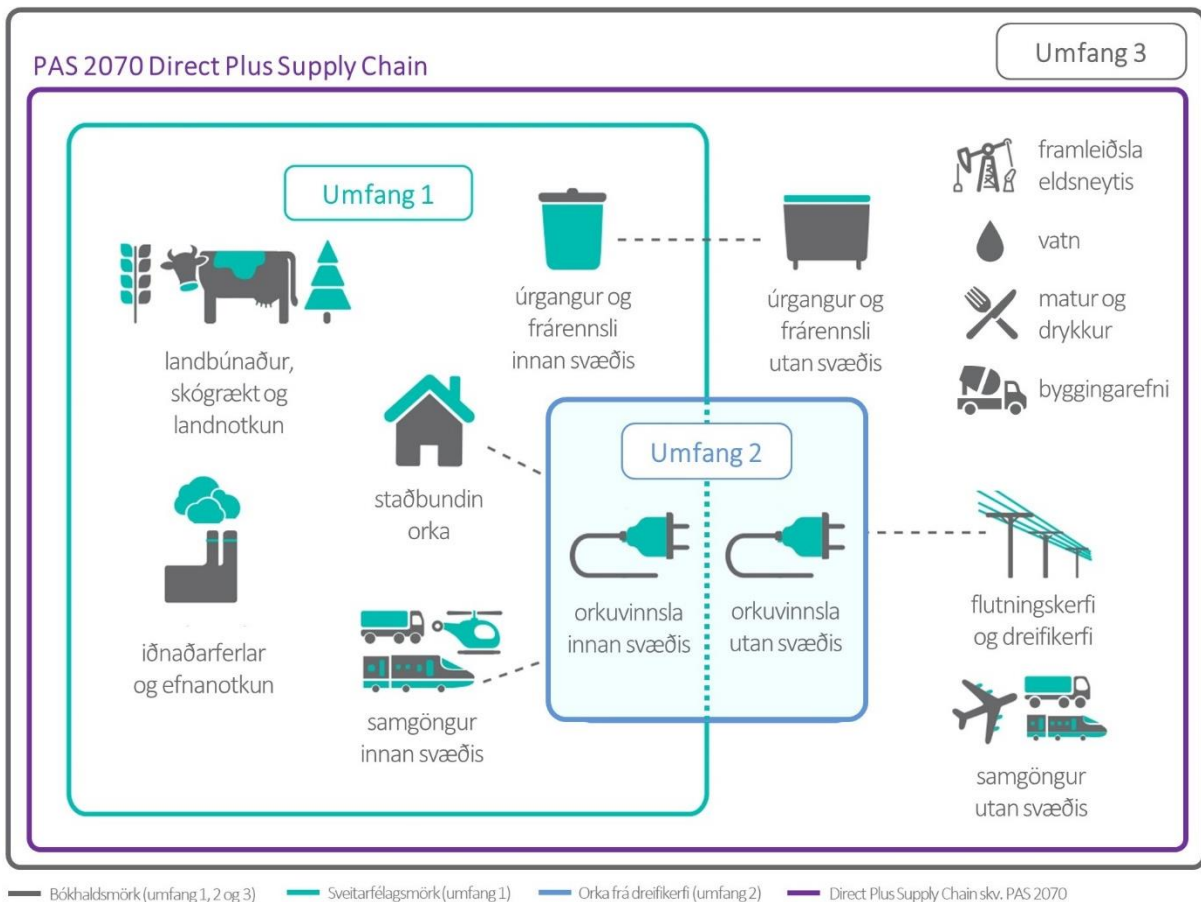 Umfang 3
PAS 2070 Direct Plus Supply Chain
Umfang 1
landbúnaður,
skógrækt og
landnotkun
iðnaðarferlar
og efnanotkun
staðbundin
orka
samgöngur
innan svæðis
úrgangur og
frárennsli
innan svæðis
úrgangur og
frárennsli
utan svæðis
Umfang 2
orkuvinnsla
innan svæðis
orkuvinnsla
utan svæðis
framleiðsla
eldsneytis
vatn
matur og
drykkur
byggingarefni
flutningskerfi
og dreifikerfi
samgöngur
utan svæðis
Bókhaldsmörk (umfang 1, 2 og 3)
Sveitarfélagsmörk (umfang 1)
Orka frá dreifikerfi (umfang 2)
Direct Plus Supply Chain skv. PAS 2070